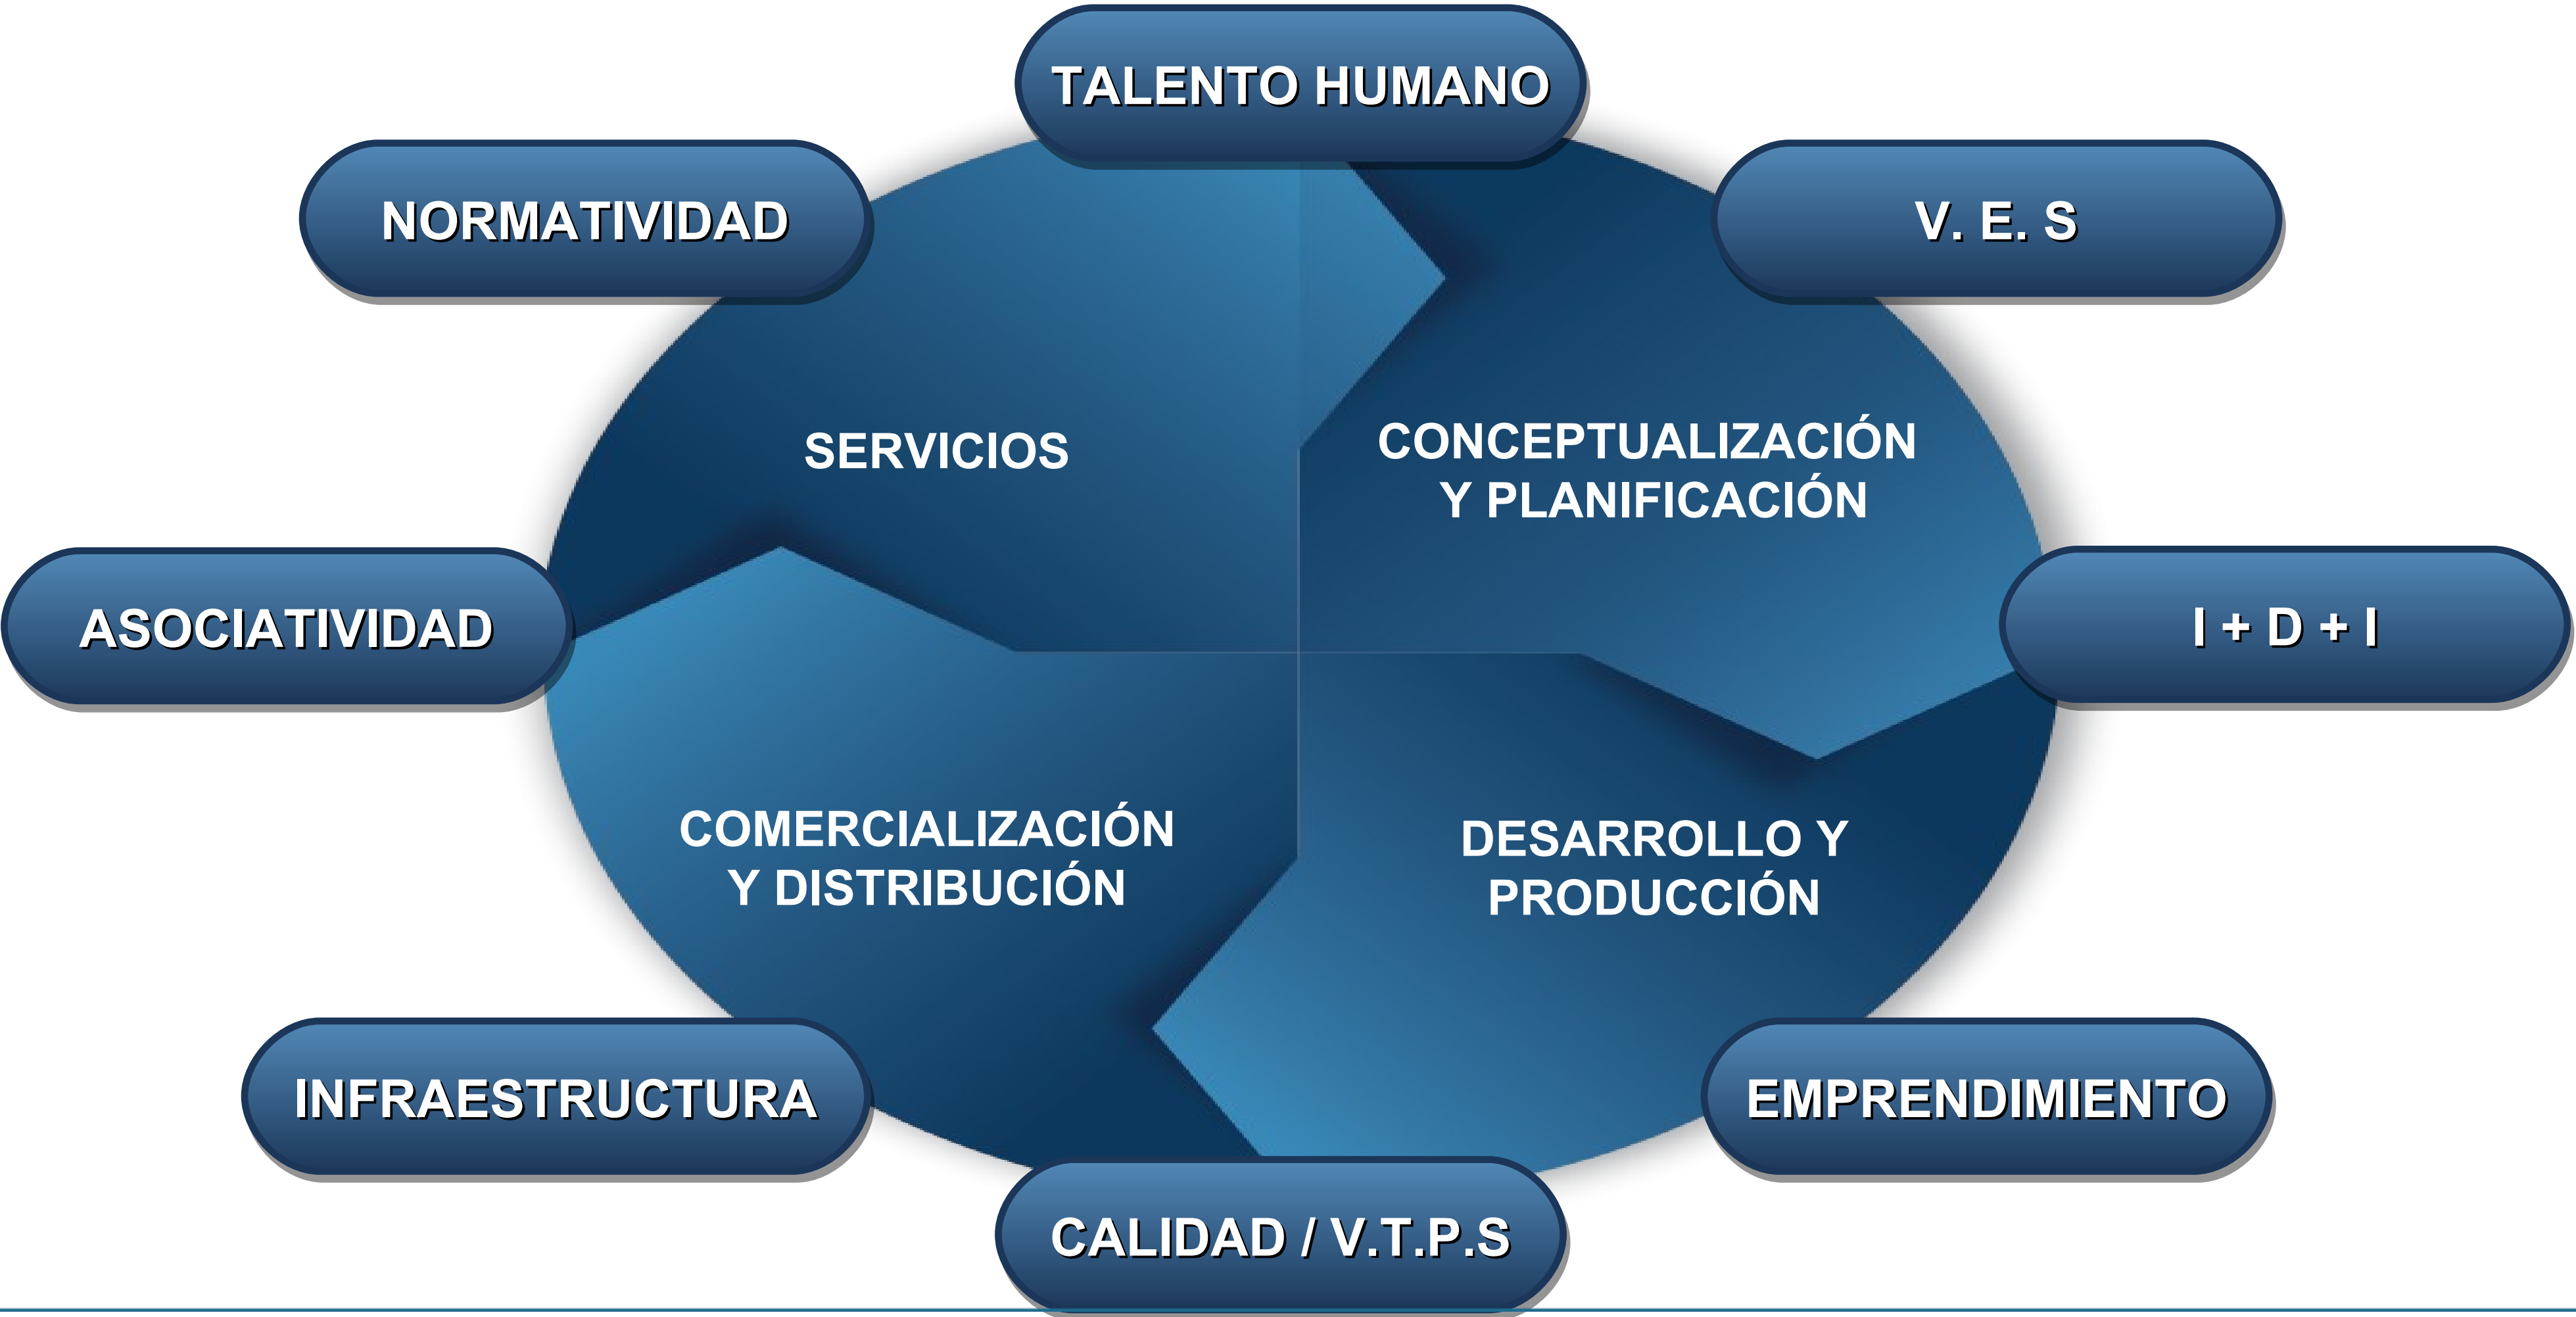 TALENTO HUMANO
NORMATIVIDAD
V. E. S
SERVICIOS
CONCEPTUALIZACIÓN
Y PLANIFICACIÓN
ASOCIATIVIDAD
I + D + I
COMERCIALIZACIÓN
Y DISTRIBUCIÓN
DESARROLLO Y
PRODUCCIÓN
INFRAESTRUCTURA
EMPRENDIMIENTO
CALIDAD / V.T.P.S